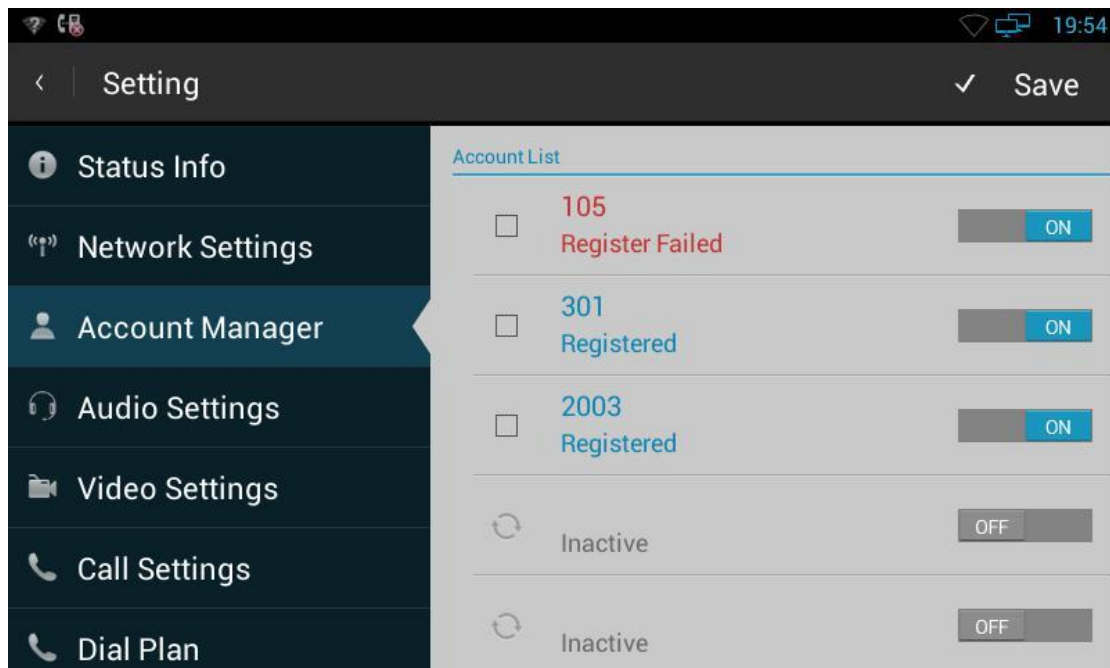 19:54
Setting
Save
Status Info
Network Settings
Account Manager
Audio Settings
Video Settings
Call Settings
Dial Plan
Account List
105
Register Failed
ON
301
Registered
ON
2003
Registered
ON
Inactive
OFF
Inactive
OFF